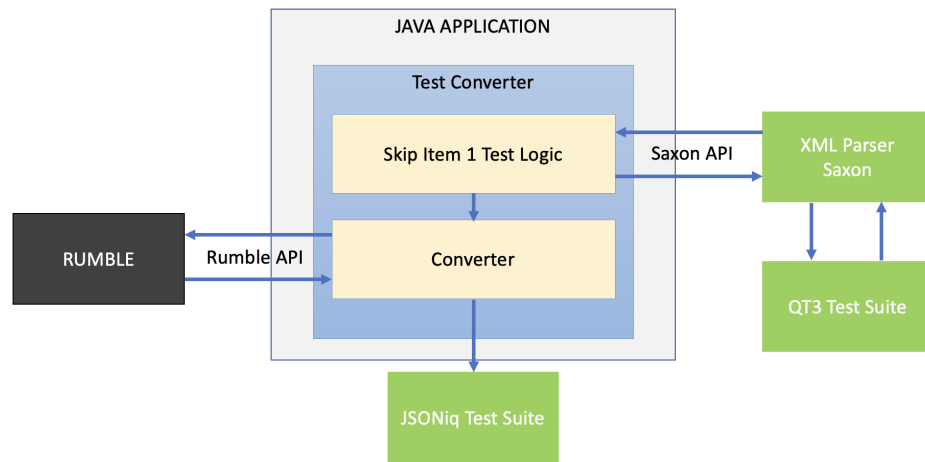 JAVA APPLICATION
Test Converter
Skip Item 1 Test Logic
Saxon API
XML Parser
Saxon
RUMBLE
Rumble API
Converter
QT3 Test Suite
JSONiq Test Suite